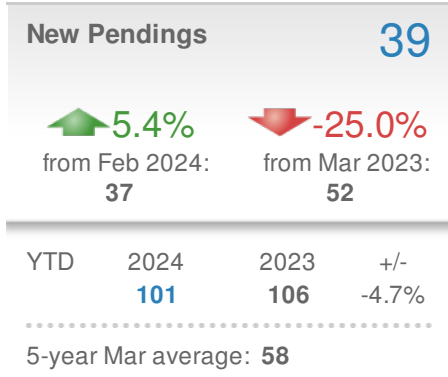 New Pendings 39
5.4% -25.0%
from Feb 2024: from Mar 2023:
37 52
YTD 2024 2023 +/-
101 106 -4.7%
5-year Mar average: 58